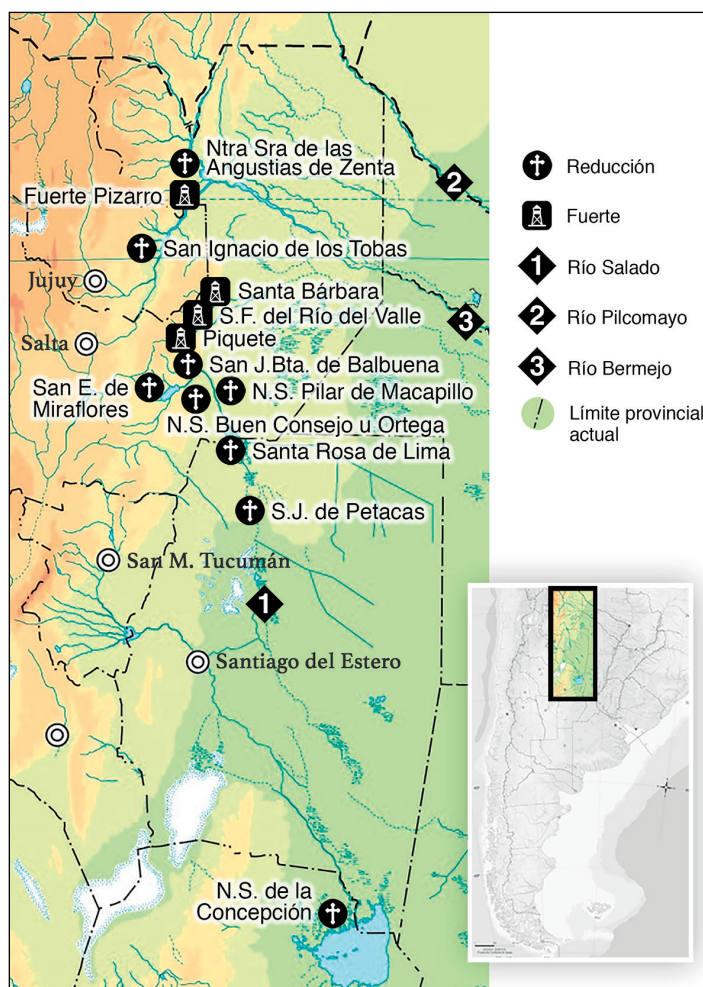 Ntra Sra de las
Angustias de Zenta
Fuerte Pizarro
San Ignacio de los Tobas
Jujuy
Santa Bárbara
S.F. del Río del Valle
Salta
Piquete
San J.Bta. de Balbuena
San E. de
Miraflores
N.S. Pilar de Macapillo
N.S. Buen Consejo u Ortega
Santa Rosa de Lima
S.J. de Petacas
San M. Tucumán
1
Santiago del Estero
N.S. de la
Concepción
2
3
Reducción
Fuerte
1 Río Salado
2 Río Pilcomayo
3 Río Bermejo
Límite provincial
actual